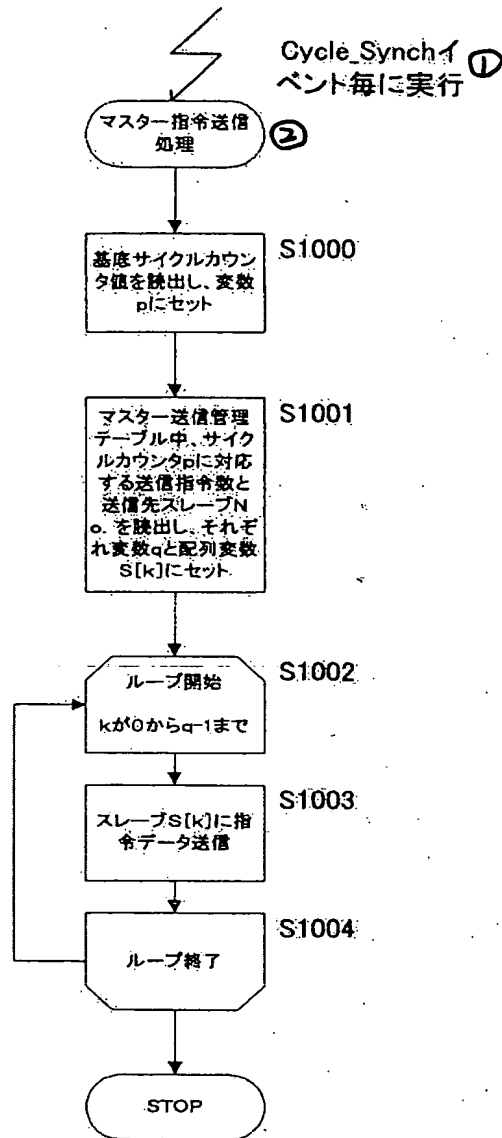 Cycle_Synchイ
ベント毎に実行
①
マスター指令送信
処理
②
S1000
基底サイクルカウン
タ値を読出し、変数
pにセット
S1001
マスター送信管理
テーブル中、サイク
ルカウンタpに対応
する送信指令数と
送信先スレーブN
o. を読出し、それぞ
れ変数qと配列変数
S[k]にセット
S1002
ループ開始
kが0からq-1まで
S1003
スレーブS[k]に指
令データ送信
S1004
ループ終了
STOP